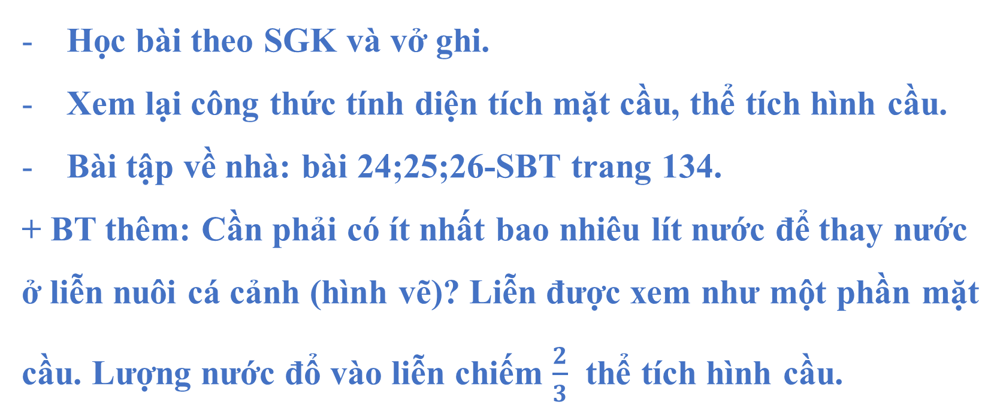 - Học bài theo SGK và vở ghi.
- Xem lại công thức tính diện tích mặt cầu, thể tích hình cầu.
- Bài tập về nhà: bài 24;25;26-SBT trang 134.
+ BT thêm: Cần phải có ít nhất bao nhiêu lít nước để thay nước
ở liễn nuôi cá cảnh (hình vẽ)? Liễn được xem như một phần mặt
cầu. Lượng nước đổ vào liễn chiếm 2/3 thể tích hình cầu.